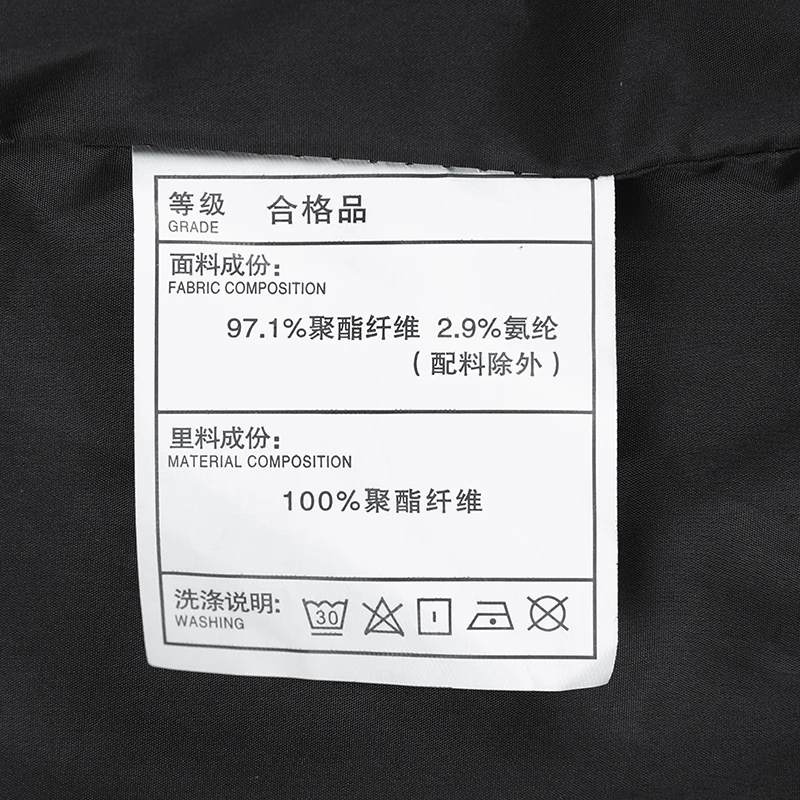 等级 合格品
GRADE
面料成份:
FABRIC COMPOSITION
97.1%聚酯纤维 2.9%氨纶
(配料除外)
里料成份:
MATERIAL COMPOSITION
100%聚酯纤维
洗涤说明:
WASHING
30